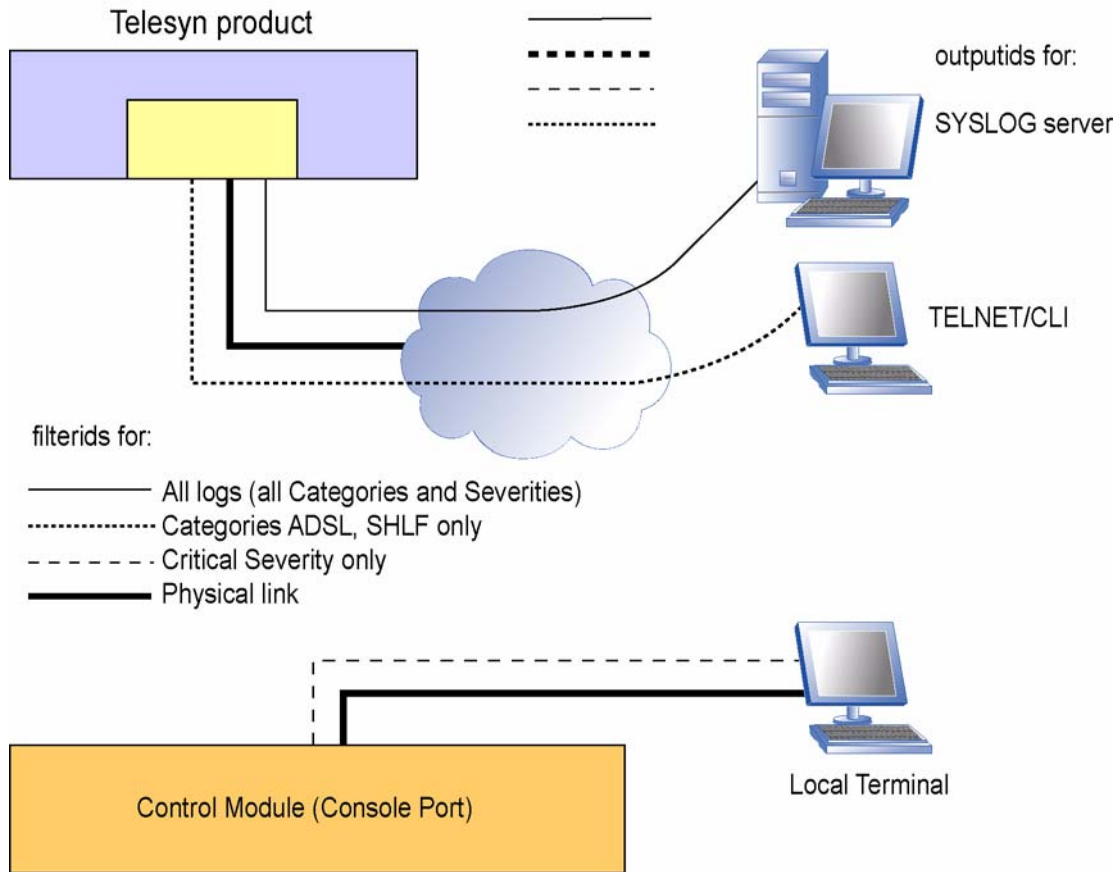 Telesyn product
outputids for:
SYSLOG server
TELNET/CLI
filterids for:
All logs (all Categories and Severities)
Categories ADSL, SHLF only
Critical Severity only
Physical link
Local Terminal
Control Module (Console Port)